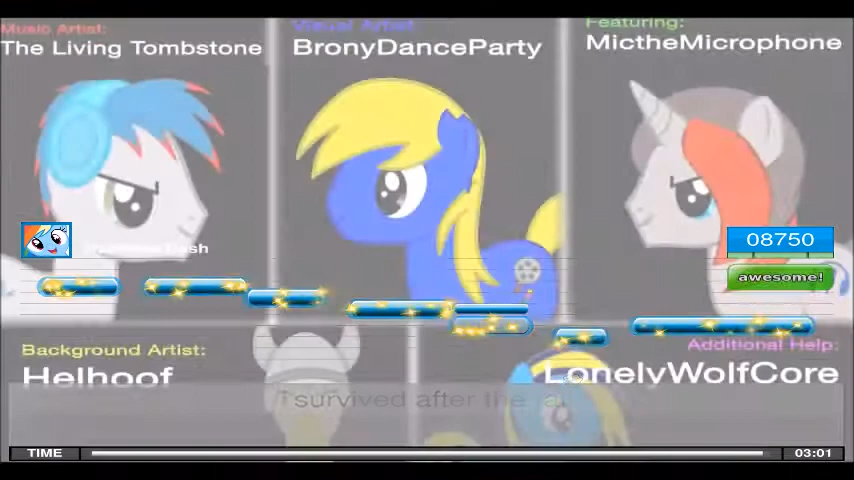 Music Artist:
The Living Tombstone
Visual Artist:
BronyDanceParty
Featuring:
MictheMicrophone
Dash
08750
awesome!
Background Artist:
Helhoof
Additional Help:
LonelyWolfCore
I survived after the
TIME
03:01